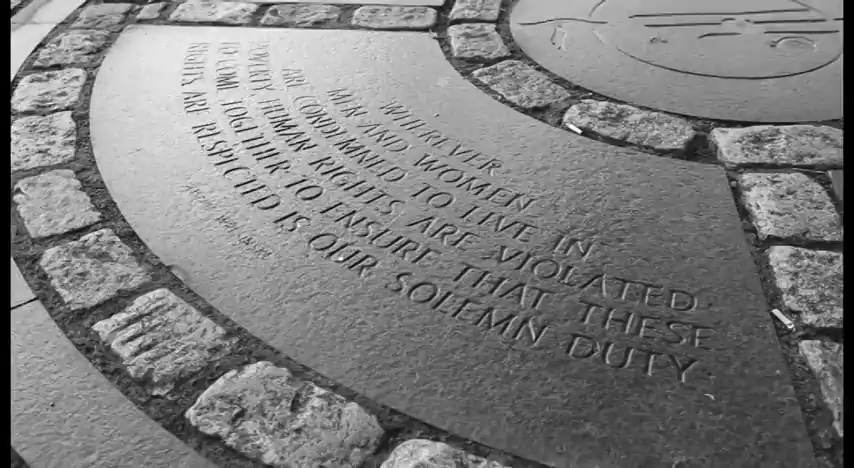 WHEREVER
MEN AND WOMEN
ARE CONDEMNED TO LIVE IN
POVERTY HUMAN RIGHTS ARE VIOLATED
TO COME TOGETHER TO ENSURE THAT THESE
RIGHTS ARE RESPECTED IS OUR SOLEMN DUTY